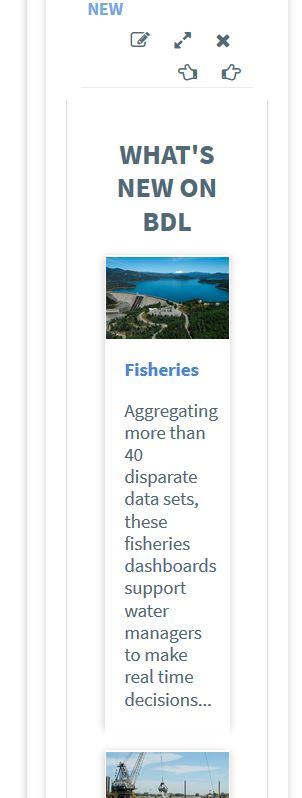 NEW
WHAT'S
NEW ON
BDL
Fisheries
Aggregating
more than
40
disparate
data sets,
these
fisheries
dashboards
support
water
managers
to make
real time
decisions...